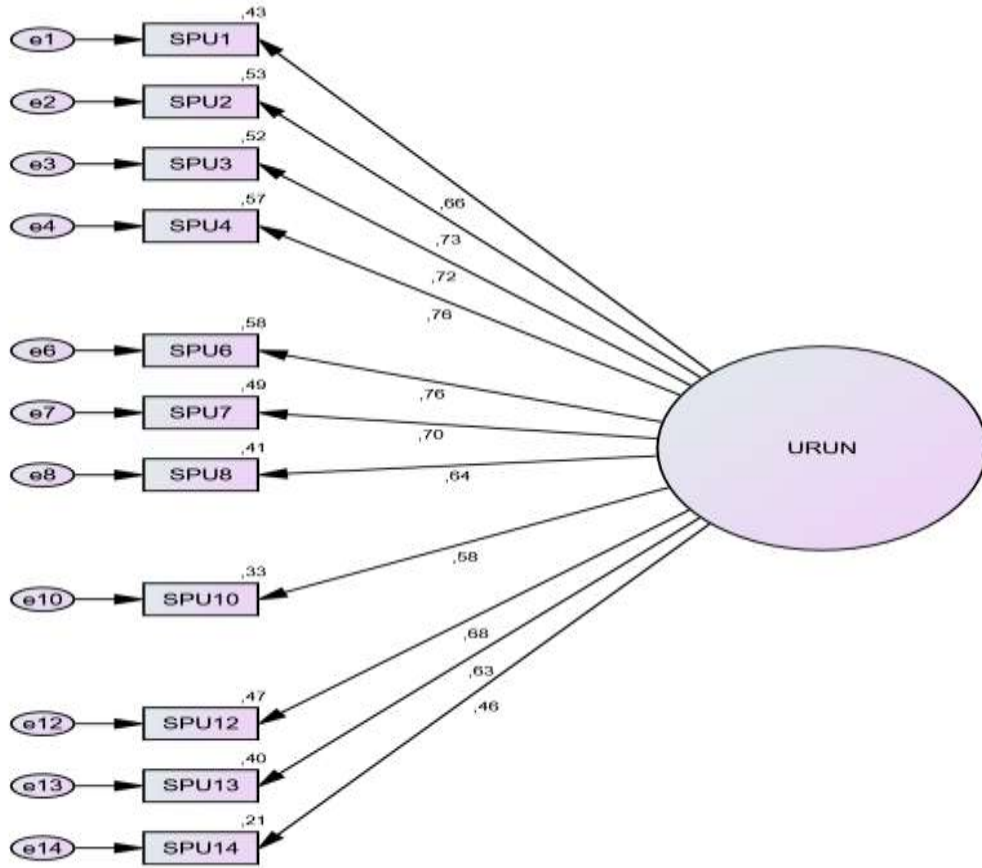 ,43
e1 SPU1
,53
e2 SPU2
,52
e3 SPU3
,57
e4 SPU4
,66
,73
,72
,76
,58
e6 SPU6
,76
,49
e7 SPU7
,70
,41
e8 SPU8
,64
URUN
,33
e10 SPU10
,58
,68
,63
,46
,47
e12 SPU12
,40
e13 SPU13
,21
e14 SPU14